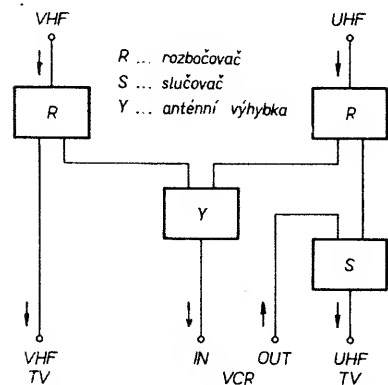 VHF
UHF
R ... rozbočovač
S ... slučovač
Y ... anténní výhybka
R
R
Y
S
VHF
TV
IN
OUT
VCR
UHF
TV